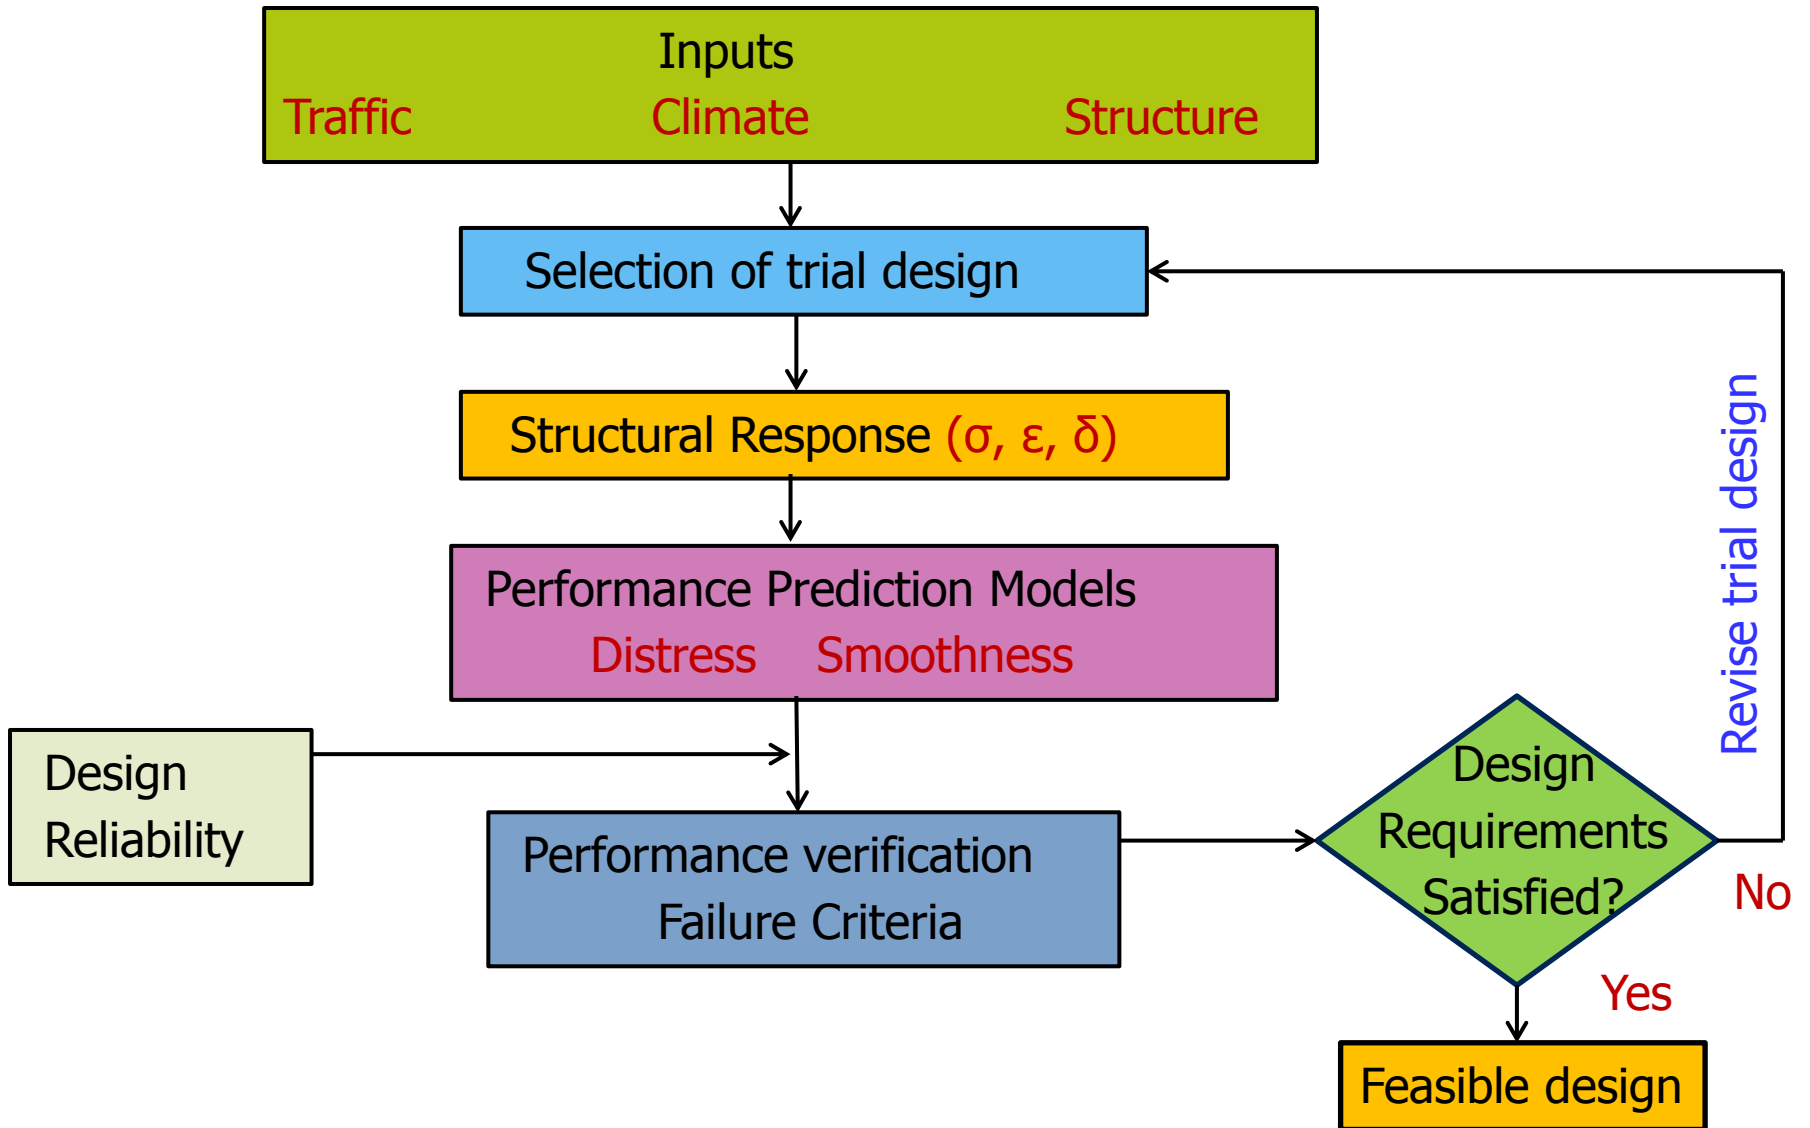 Inputs
Traffic Climate Structure
Selection of trial design
Structural Response (σ, ε, δ)
Performance Prediction Models
Distress Smoothness
Design
Reliability
Performance verification
Failure Criteria
Design
Requirements
Satisfied?
Revise trial design
No
Yes
Feasible design